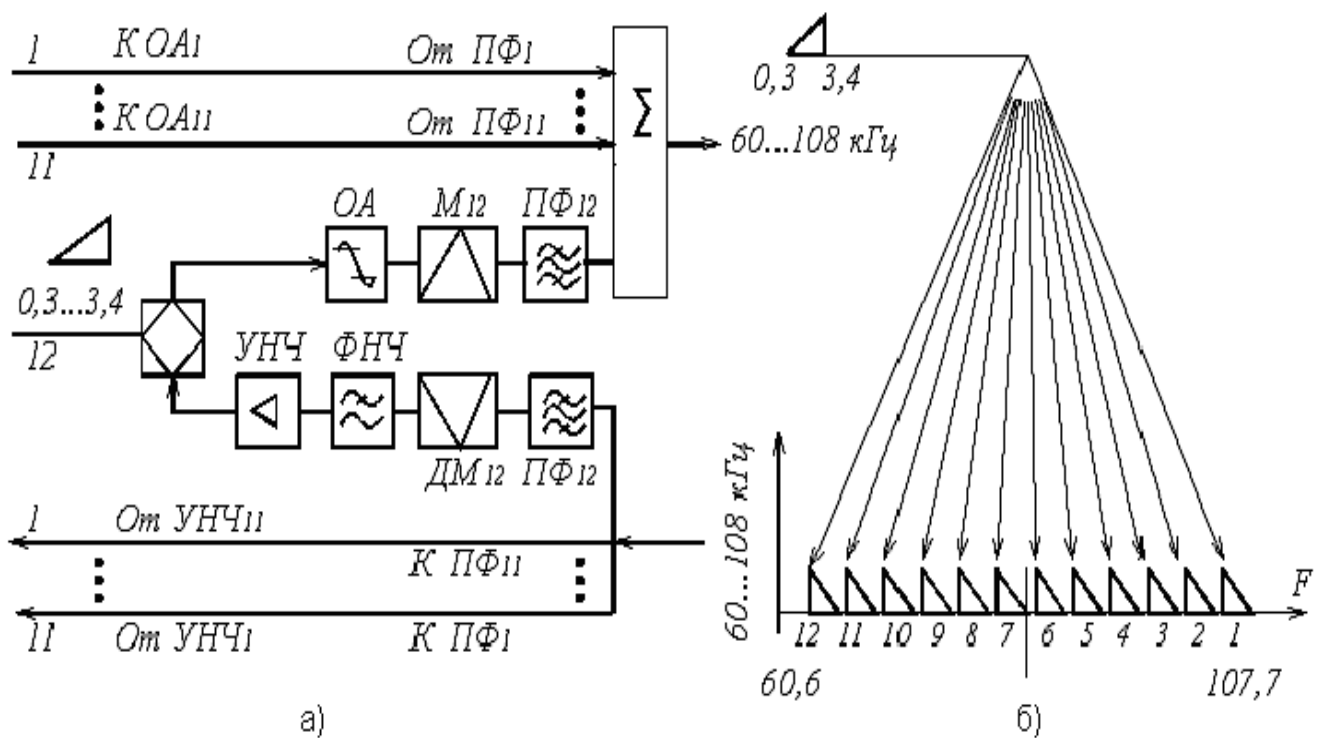 1 К ОА1 От ПФ1
К ОА11 От ПФ11
11
Σ
60...108 кГц
0,3 3,4
ОА М12 ПФ12
0,3...3,4
12
УНЧ ФНЧ
ДМ12 ПФ12
1 От УНЧ11
К ПФ11
11 От УНЧ1 К ПФ1
а)
60...108 кГц
F
12 11 10 9 8 7 6 5 4 3 2 1
60,6 107,7
б)